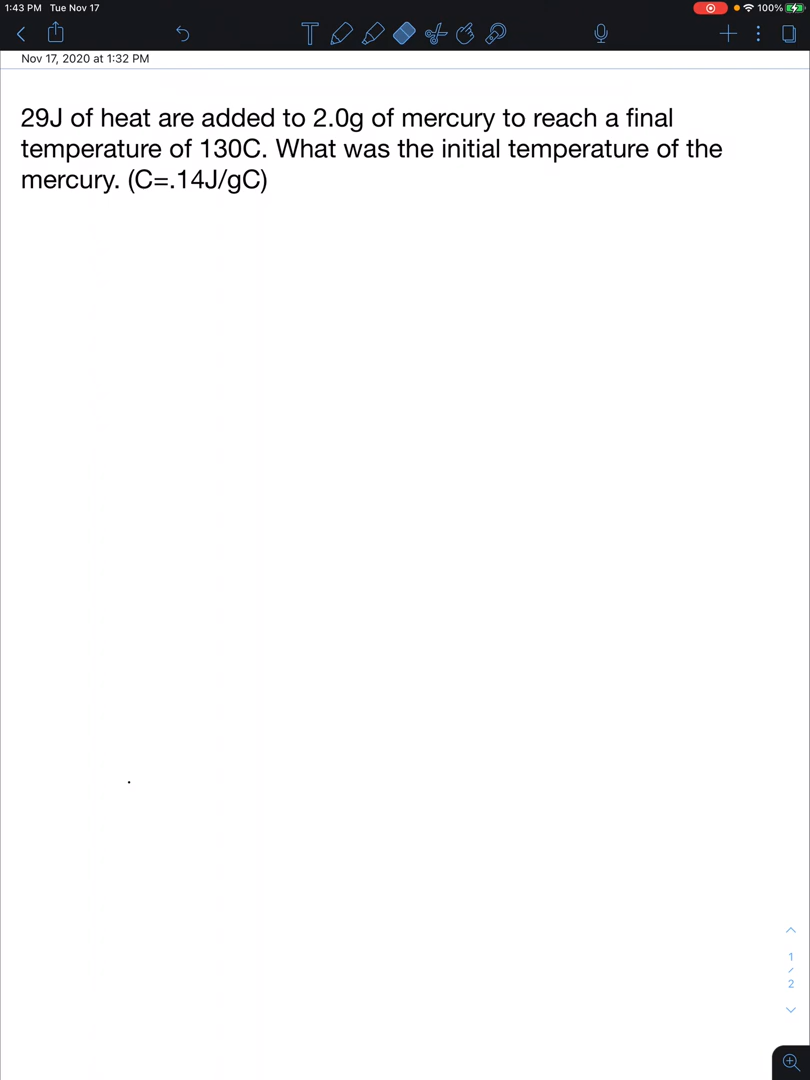 1:43 PM Tue Nov 17 100%
T
Nov 17, 2020 at 1:32 PM
29J of heat are added to 2.0g of mercury to reach a final
temperature of 130C. What was the initial temperature of the
mercury. (C=.14J/gC)
1
/
2